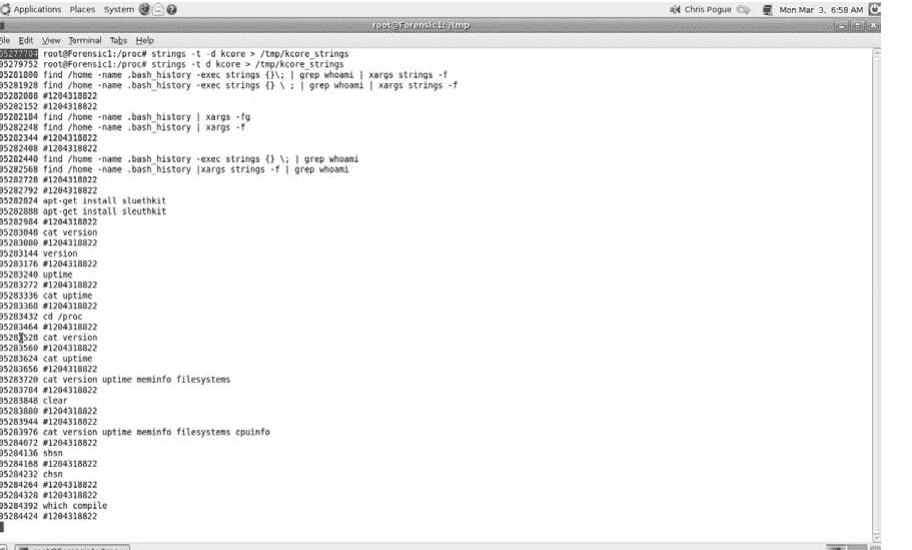 Applications Places System Chris Pogue Mon Mar 3, 6:58 AM
root@Forensic1: /tmp
File Edit View Terminal Tabs Help
05277704 root@Forensic1:/proc# strings -t -d kcore > /tmp/kcore_strings
05279752 root@Forensic1:/proc# strings -t d kcore > /tmp/kcore_strings
05281800 find /home -name .bash_history -exec strings {}\; | grep whoami | xargs strings -f
05281928 find /home -name .bash_history -exec strings {} \ ; | grep whoami | xargs strings -f
05282088 #1204318822
05282152 #1204318822
05282184 find /home -name .bash_history | xargs -fg
05282248 find /home -name .bash_history | xargs -f
05282344 #1204318822
05282408 #1204318822
05282440 find /home -name .bash_history -exec strings {} \; | grep whoami
05282568 find /home -name .bash_history |xargs strings -f | grep whoami
05282728 #1204318822
05282792 #1204318822
05282824 apt-get install sluethkit
05282888 apt-get install sleuthkit
05282984 #1204318822
05283048 cat version
05283080 #1204318822
05283144 version
05283176 #1204318822
05283240 uptime
05283272 #1204318822
05283336 cat uptime
05283368 #1204318822
05283432 cd /proc
05283464 #1204318822
05283528 cat version
05283560 #1204318822
05283624 cat uptime
05283656 #1204318822
05283720 cat version uptime meminfo filesystems
05283784 #1204318822
05283848 clear
05283880 #1204318822
05283944 #1204318822
05283976 cat version uptime meminfo filesystems cpuinfo
05284072 #1204318822
05284136 shsn
05284168 #1204318822
05284232 chsn
05284264 #1204318822
05284328 #1204318822
05284392 which compile
05284424 #1204318822